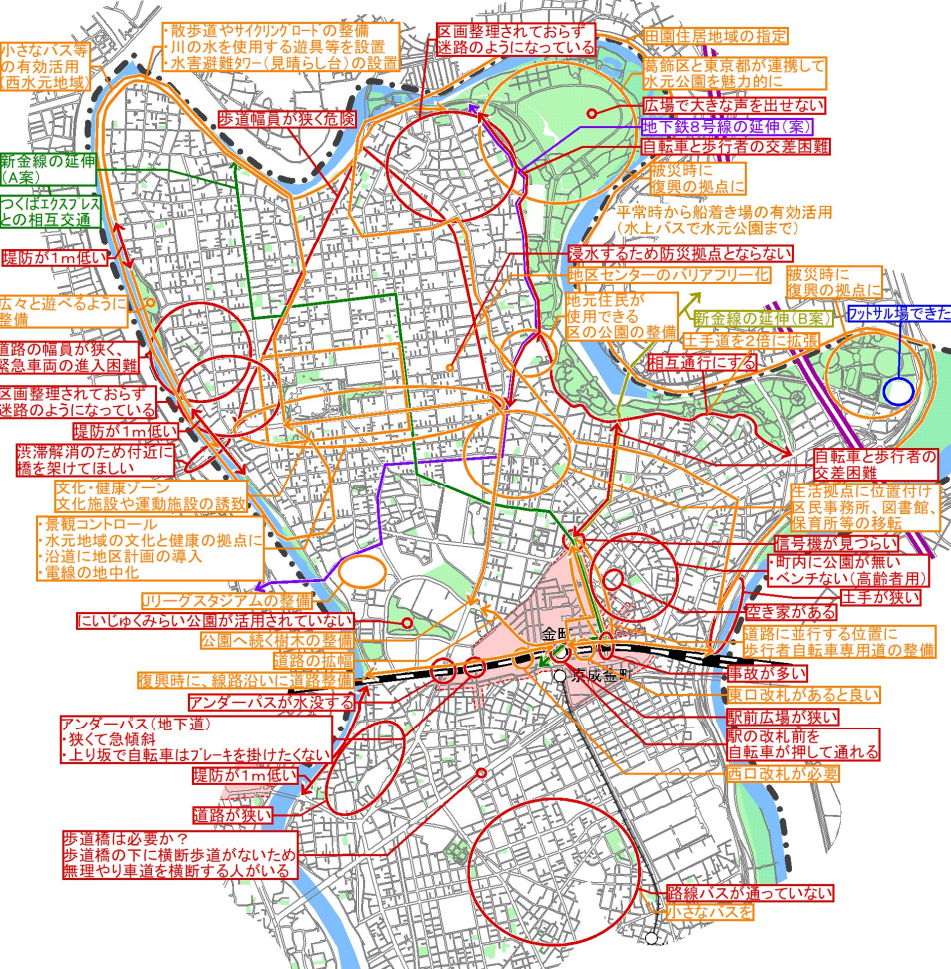 小さなバス等
の有効活用
(西水元地域)
・散歩道やサイクリングロードの整備
・川の水を使用する遊具等を設置
・水害避難タワー(見晴らし台)の設置
区画整理されておらず
迷路のようになっている
田園住居地域の指定
葛飾区と東京都が連携して
水元公園を魅力的に
広場で大きな声を出せない
地下鉄8号線の延伸(案)
自転車と歩行者の交差困難
歩道幅員が狭く危険
新金線の延伸
(A案)
つくばエクスプレス
との相互交通
堤防が1m低い
被災時に
復興の拠点に
平常時から船着き場の有効活用
(水上バスで水元公園まで)
浸水するため防災拠点とならない
地区センターのバリアフリー化
被災時に
復興の拠点に
広々と遊べるように
整備
地元住民が
使用できる
区の公園の整備
新金線の延伸(B案)
フットサル場できた
土手道を2倍に拡張
道路の幅員が狭く、
緊急車両の進入困難
相互通行にする
区画整理されておらず
迷路のようになっている
堤防が1m低い
渋滞解消のため付近に
橋を架けてほしい
自転車と歩行者の
交差困難
文化・健康ゾーン
文化施設や運動施設の誘致
生活拠点に位置付け
区民事務所、図書館、
保育所等の移転
・景観コントロール
・水元地域の文化と健康の拠点に
・沿道に地区計画の導入
・電線の地中化
信号機が見づらい
・町内に公園が無い
・ベンチない(高齢者用)
Jリーグスタジアムの整備
土手が狭い
にいじゅくみらい公園が活用されていない
空き家がある
公園へ続く樹木の整備
金町
道路に並行する位置に
歩行者自転車専用道の整備
道路の拡幅
復興時に、線路沿いに道路整備
京成金町
事故が多い
アンダーパスが水没する
東口改札があると良い
アンダーパス(地下道)
・狭くて急傾斜
・上り坂で自転車はブレーキを掛けたくない
駅前広場が狭い
駅の改札前を
自転車が押して通れる
堤防が1m低い
西口改札が必要
道路が狭い
歩道橋は必要か?
歩道橋の下に横断歩道がないため
無理やり車道を横断する人がいる
路線バスが通っていない
小さなバスを